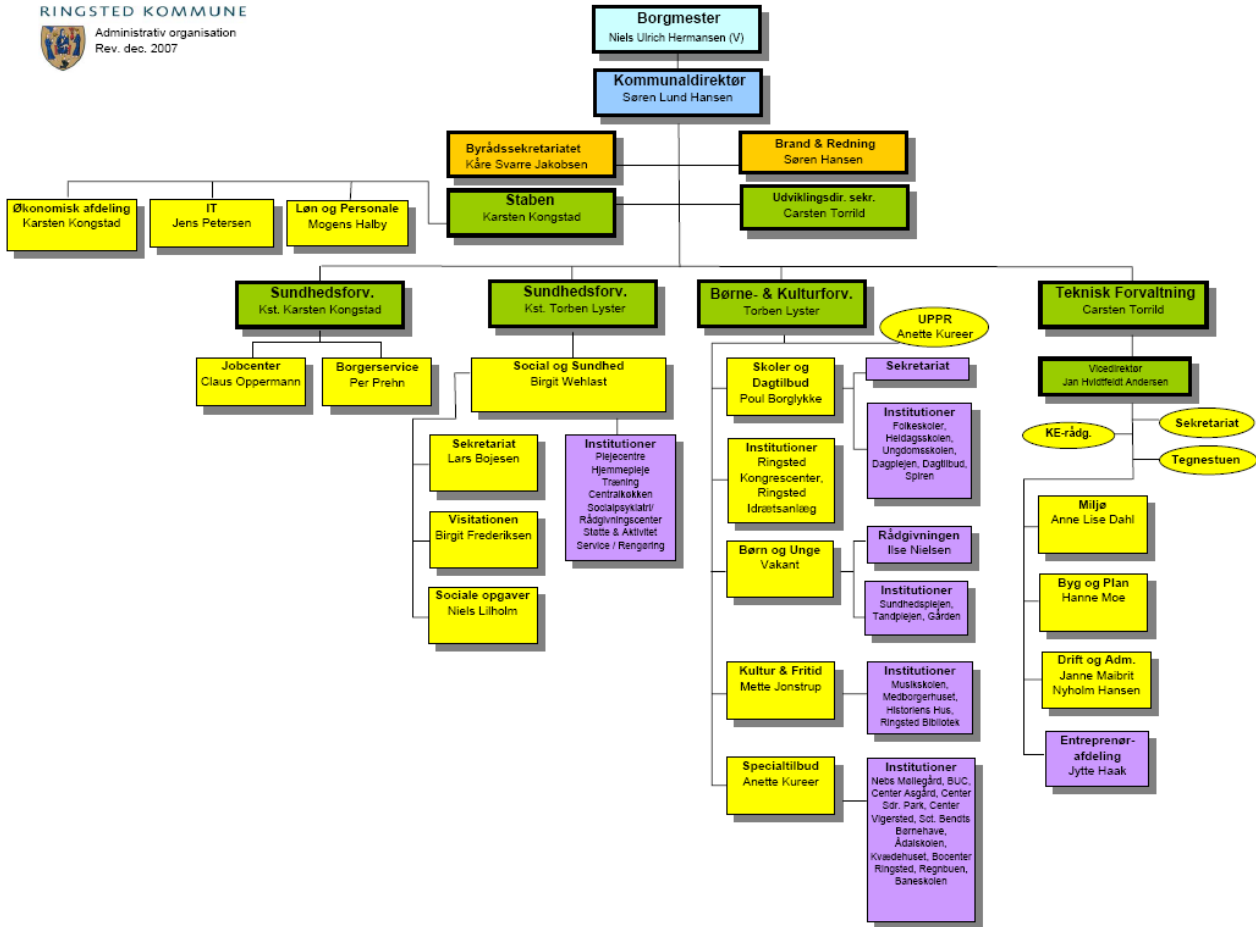 RINGSTED KOMMUNE
Administrativ organisation
Rev. dec. 2007
Borgmester
Niels Ulrich Hermansen (V)
Kommunaldirektør
Søren Lund Hansen
Byrådssekretariatet
Kåre Svarre Jakobsen
Brand & Redning
Søren Hansen
Staben
Karsten Kongstad
Udviklingsdir. sekr.
Carsten Torrild
Økonomisk afdeling
Karsten Kongstad
IT
Jens Petersen
Løn og Personale
Mogens Halby
Sundhedsforv.
Kst. Karsten Kongstad
Jobcenter
Claus Oppermann
Borgerservice
Per Prehn
Sundhedsforv.
Kst. Torben Lyster
Social og Sundhed
Birgit Wehlast
Sekretariat
Lars Bojesen
Visitationen
Birgit Frederiksen
Sociale opgaver
Niels Lilholm
Institutioner
Plejecentre
Hjemmepleje
Træning
Centralkøkken
Socialpsykiatri/
Rådgivningscenter
Støtte & Aktivitet
Service / Rengøring
Børne- & Kulturforv.
Torben Lyster
UPPR
Anette Kureer
Skoler og
Dagtilbud
Poul Borglykke
Sekretariat
Institutioner
Folkeskoler,
Heldagsskolen,
Ungdomsskolen,
Dagplejen, Dagtilbud,
Spiren
Institutioner
Ringsted
Kongrescenter,
Ringsted
Idrætsanlæg
Børn og Unge
Vakant
Rådgivningen
Ilse Nielsen
Institutioner
Sundhedsplejen,
Tandplejen, Gården
Kultur & Fritid
Mette Jonstrup
Institutioner
Musikskolen,
Medborgerhuset,
Historiens Hus,
Ringsted Bibliotek
Specialtilbud
Anette Kureer
Institutioner
Nebs Møllegård, BUC,
Center Asgård, Center
Sdr. Park, Center
Vigersted, Sct. Bendts
Børnehave,
Ådalskolen,
Kvædehuset, Bocenter
Ringsted, Regnbuen,
Baneskolen
Teknisk Forvaltning
Carsten Torrild
Vicedirektør
Jan Hvidtfeldt Andersen
KE-rådg.
Sekretariat
Tegnestuen
Miljø
Anne Lise Dahl
Byg og Plan
Hanne Moe
Drift og Adm.
Janne Maibrit
Nyholm Hansen
Entreprenør-
afdeling
Jytte Haak